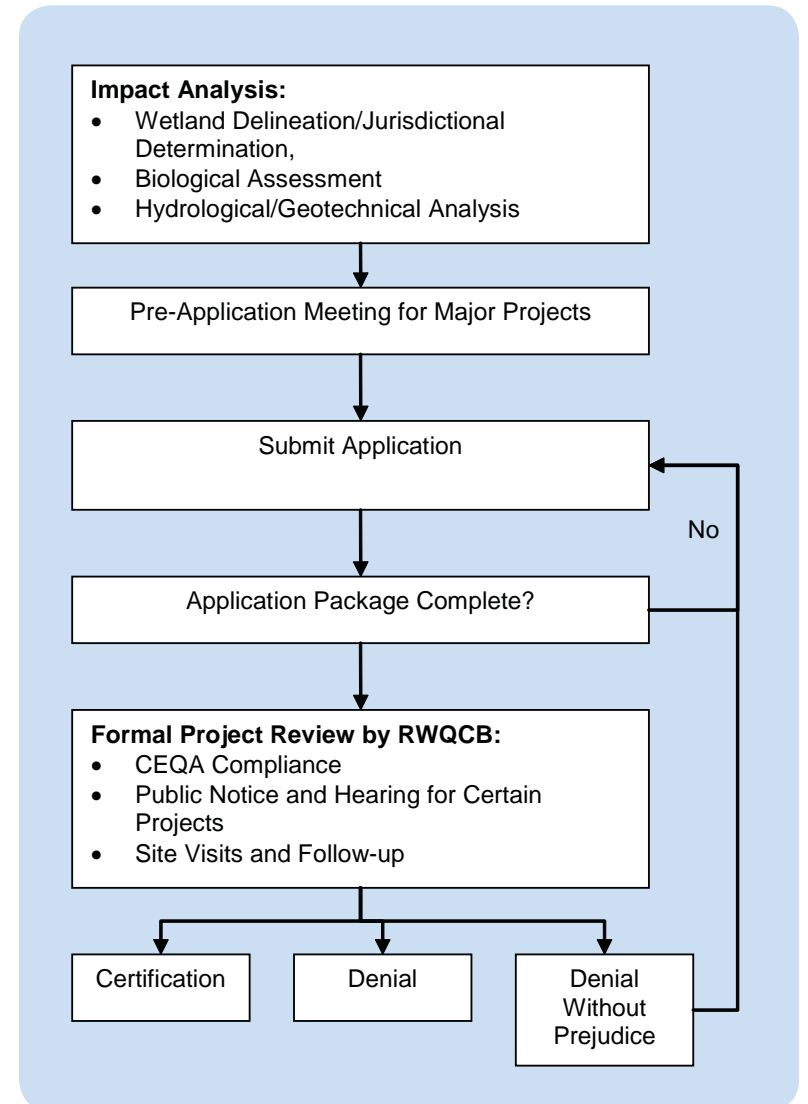 Impact Analysis:
• Wetland Delineation/Jurisdictional
Determination,
• Biological Assessment
• Hydrological/Geotechnical Analysis
Pre-Application Meeting for Major Projects
Submit Application
No
Application Package Complete?
Formal Project Review by RWQCB:
• CEQA Compliance
• Public Notice and Hearing for Certain
Projects
• Site Visits and Follow-up
Certification
Denial
Denial
Without
Prejudice